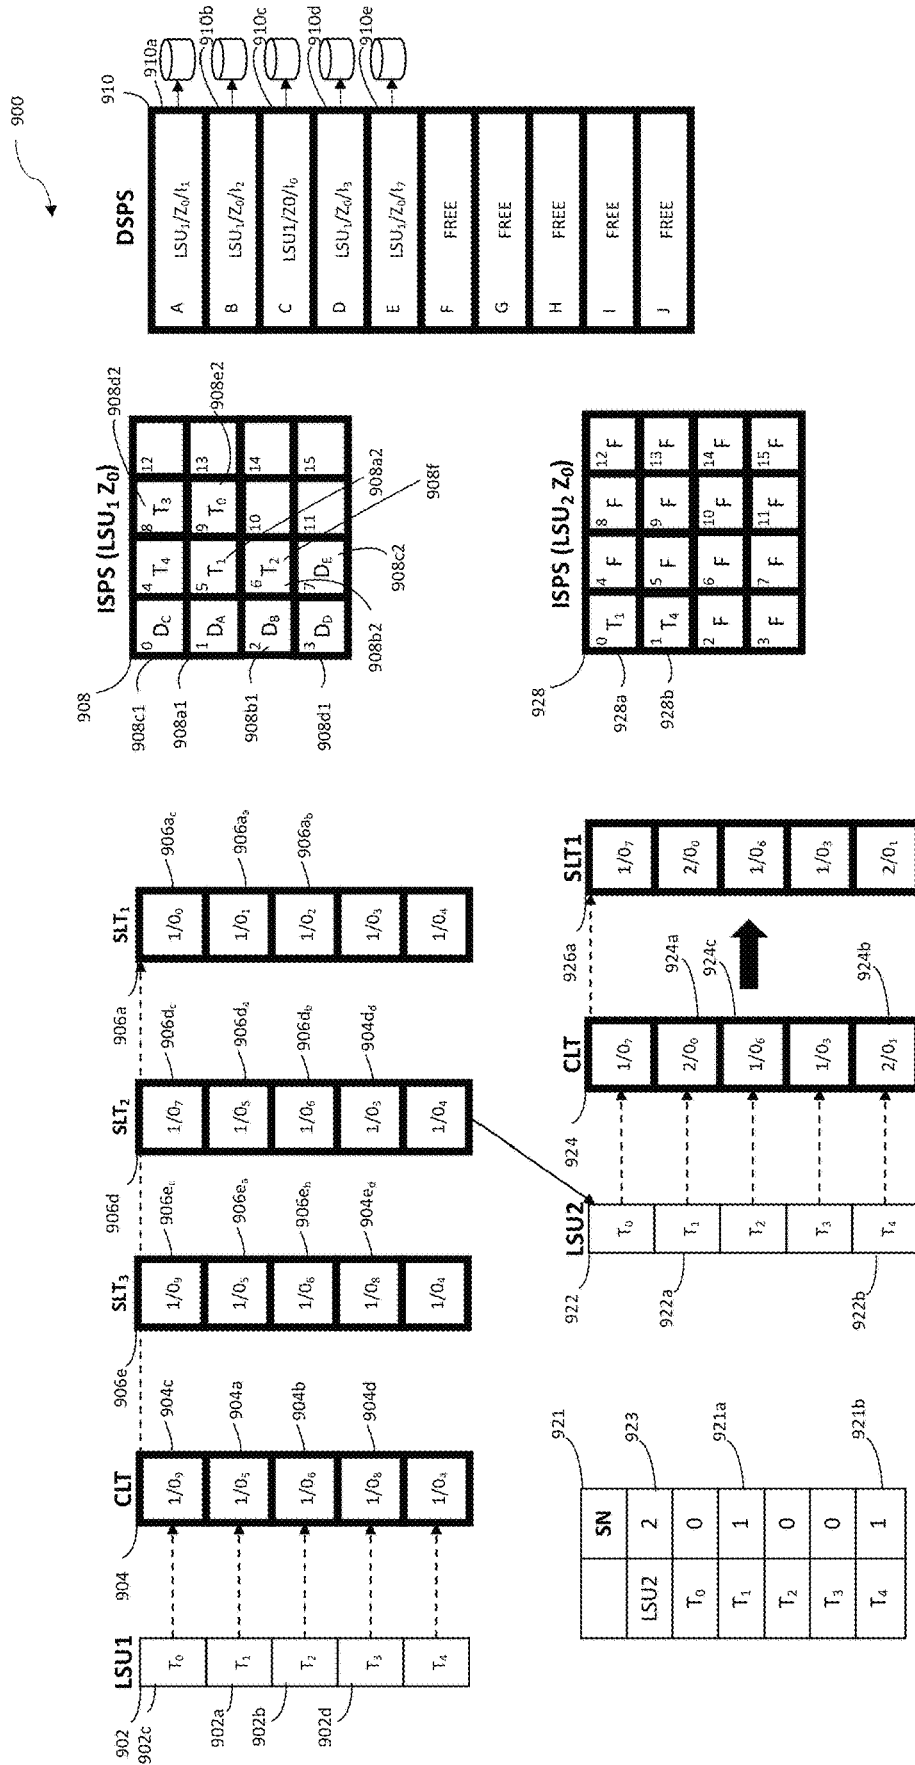 900
LSU1
902
902c
902a
902b
902d
T0
T1
T2
T3
T4
CLT
904
904c
904a
904b
904d
1/09
1/05
1/06
1/08
SLT3
906e
906eb
1/09
1/05
1/08
1/04
SLT2
906d
906dc
906da
906db
904dd
1/07
1/05
1/06
1/03
1/04
SLT1
906a
906ac
906aa
906ab
1/00
1/01
1/02
1/03
1/04
ISPS (LSU1 Z0)
908
908c1
908a1
908b1
908d1
908d2
908e2
908a2
908f
908c2
908b2
0 DC
4 T4
8 T3
12
1 DA
5 T1
9 T0
13
2 DB
6 T2
10
14
3 DD
7 DE
11
15
DSPS
910
910a
910b
910c
910d
910e
A LSU1/Z0/I1
B LSU1/Z0/I2
C LSU1/Z0/I0
D LSU1/Z0/I3
E LSU1/Z0/I7
F FREE
G FREE
H FREE
I FREE
J FREE
921
923
921a
921b
SN
LSU2 2
T0 0
T1 1
T2 0
T3 0
T4 1
LSU2
922
922a
922b
T0
T1
T2
T3
T4
CLT
924
924a
924c
924b
1/07
2/00
1/06
1/03
2/01
SLT1
926a
1/07
2/00
1/06
1/03
2/01
ISPS (LSU2 Z0)
928
928a
928b
0 T1
4 F
8 F
12 F
1 T4
5 F
9 F
13 F
2 F
6 F
10 F
14 F
3 F
7 F
11 F
15 F